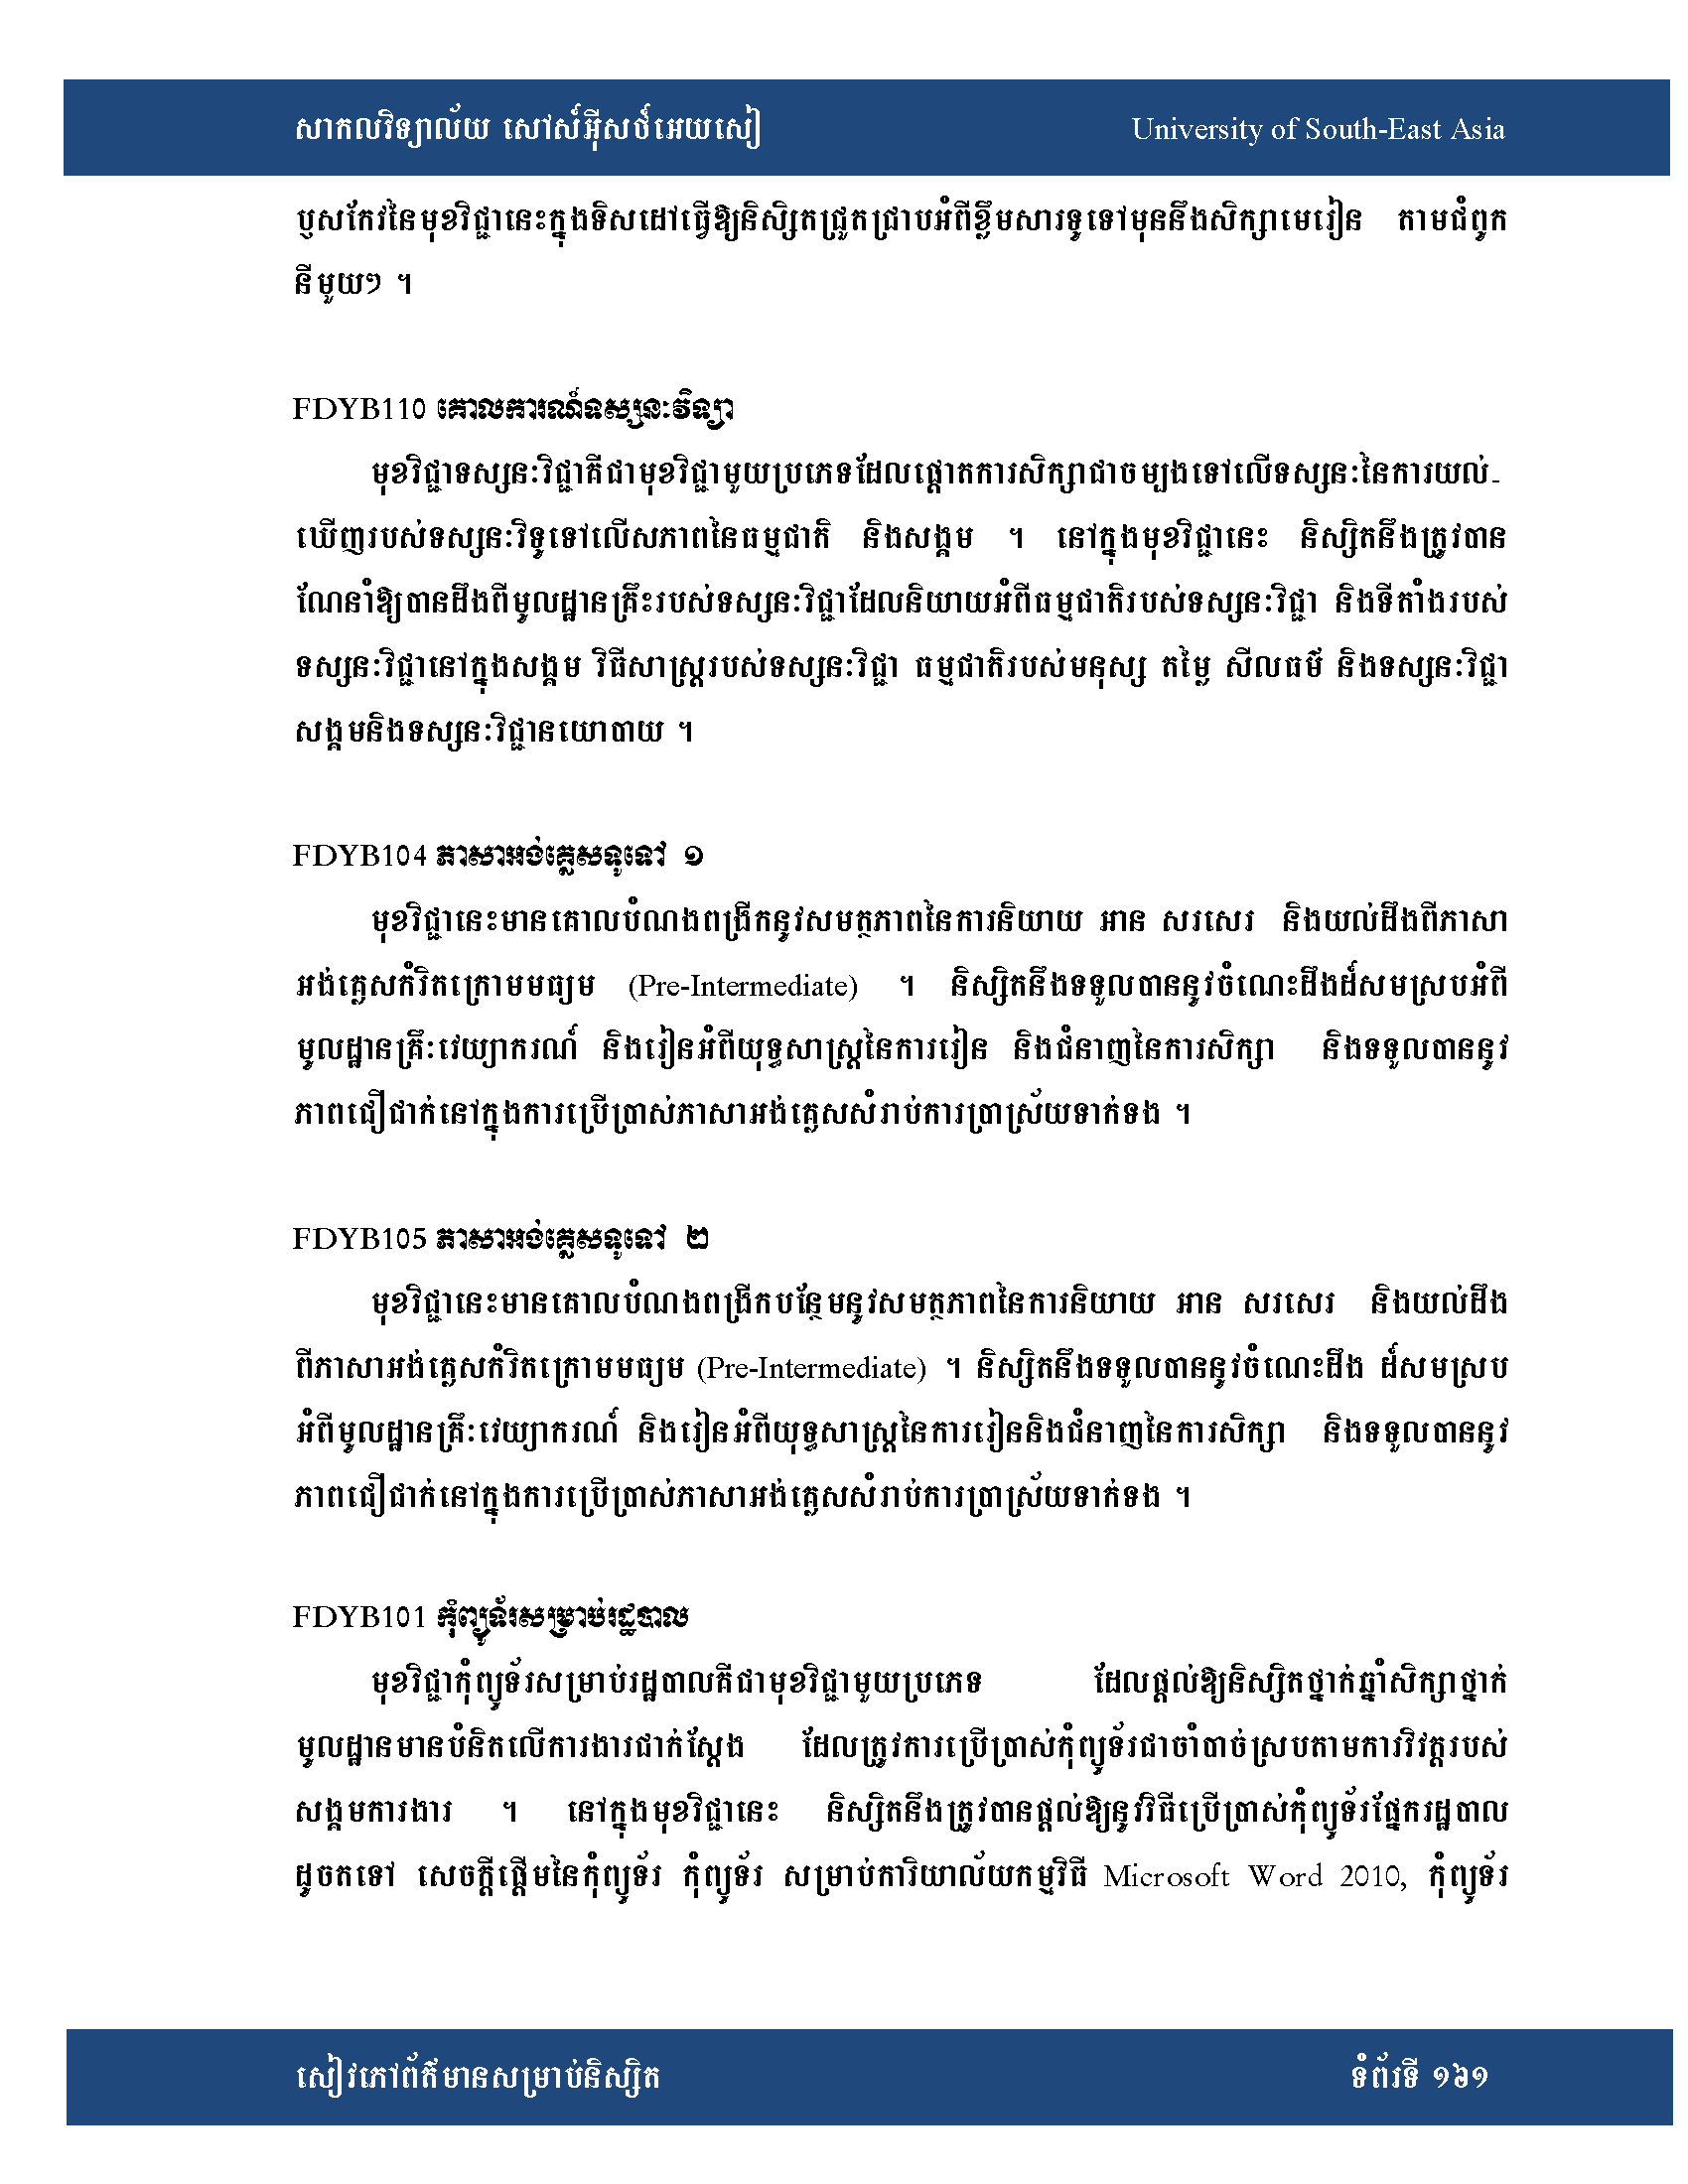 សាកលវិទ្យាល័យ សៅស៍អ៊ីសថ៍អេយសៀ University of South-East Asia
ឫសកែវនៃមុខវិជ្ជានេះក្នុងទិសដៅធ្វើឱ្យនិសិ្សតជ្រួតជ្រាបអំពីខ្លឹមសារទូទៅមុននឹងសិក្សាមេរៀន តាមជំពូក
នីមួយៗ ។
FDYB110 គោលការណ៍ទស្សនៈវិទ្យា
មុខវិជ្ជាទស្សនៈវិជ្ជាគឺជាមុខវិជ្ជាមួយប្រភេទដែលផ្តោតការសិក្សាជាចម្បងទៅលើទស្សនៈនៃការយល់-
ឃើញរបស់ទស្សនៈវិទូទៅលើសភាពនៃធម្មជាតិ និងសង្គម ។ នៅក្នុងមុខវិជ្ជានេះ និស្សិតនឹងត្រូវបាន
ណែនាំឱ្យបានដឹងពីមូលដ្ឋានគ្រឹះរបស់ទស្សនៈវិជ្ជាដែលនិយាយអំពីធម្មជាតិរបស់ទស្សនៈវិជ្ជា និងទីតាំងរបស់
ទស្សនៈវិជ្ជានៅក្នុងសង្គម វិធីសាស្ត្ររបស់ទស្សនៈវិជ្ជា ធម្មជាតិរបស់មនុស្ស តម្លៃ សីលធម៌ និងទស្សនៈវិជ្ជា
សង្គមនិងទស្សនៈវិជ្ជានយោបាយ ។
FDYB104 ភាសាអង់គ្លេសទូទៅ ១
មុខវិជ្ជានេះមានគោលបំណងពង្រីកនូវសមត្ថភាពនៃការនិយាយ អាន សរសេរ និងយល់ដឹងពីភាសា
អង់គ្លេសកំរិតក្រោមមធ្យម (Pre-Intermediate) ។ និស្សិតនឹងទទួលបាននូវចំណេះដឹងដ៏សមស្របអំពី
មូលដ្ឋានគ្រឹៈវេយ្យាករណ៍ និងរៀនអំពីយុទ្ធសាស្ត្រនៃការរៀន និងជំនាញនៃការសិក្សា និងទទួលបាននូវ
ភាពជឿជាក់នៅក្នុងការប្រើប្រាស់ភាសាអង់គ្លេសសំរាប់ការប្រាស្រ័យទាក់ទង ។
FDYB105 ភាសាអង់គ្លេសទូទៅ ២
មុខវិជ្ជានេះមានគោលបំណងពង្រីកបន្ថែមនូវសមត្ថភាពនៃការនិយាយ អាន សរសេរ និងយល់ដឹង
ពីភាសាអង់គ្លេសកំរិតក្រោមមធ្យម (Pre-Intermediate) ។ និស្សិតនឹងទទួលបាននូវចំណេះដឹង ដ៏សមស្រប
អំពីមូលដ្ឋានគ្រឹៈវេយ្យាករណ៍ និងរៀនអំពីយុទ្ធសាស្ត្រនៃការរៀននិងជំនាញនៃការសិក្សា និងទទួលបាននូវ
ភាពជឿជាក់នៅក្នុងការប្រើប្រាស់ភាសាអង់គ្លេសសំរាប់ការប្រាស្រ័យទាក់ទង ។
FDYB101 កុំព្យូទ័រសម្រាប់រដ្ឋបាល
មុខវិជ្ជាកុំព្យូទ័រសម្រាប់រដ្ឋបាលគឺជាមុខវិជ្ជាមួយប្រភេទ ដែលផ្តល់ឱ្យនិស្សិតថ្នាក់ឆ្នាំសិក្សាថ្នាក់
មូលដ្ឋានមានបំនិតលើការងារជាក់ស្តែង ដែលត្រូវការប្រើប្រាស់កុំព្យូទ័រជាចាំបាច់ស្របតាមការវិវត្តរបស់
សង្គមការងារ ។ នៅក្នុងមុខវិជ្ជានេះ និស្សិតនឹងត្រូវបានផ្តល់ឱ្យនូវវិធីប្រើប្រាស់កុំព្យូទ័រផ្នែករដ្ឋបាល
ដូចតទៅ សេចក្តីផ្តើមនៃកុំព្យូទ័រ កុំព្យូទ័រ សម្រាប់ការិយាល័យកម្មវិធី Microsoft Word 2010, កុំព្យូទ័រ
សៀវភៅព័ត៌មានសម្រាប់និស្សិត ទំព័រទី ១៦១